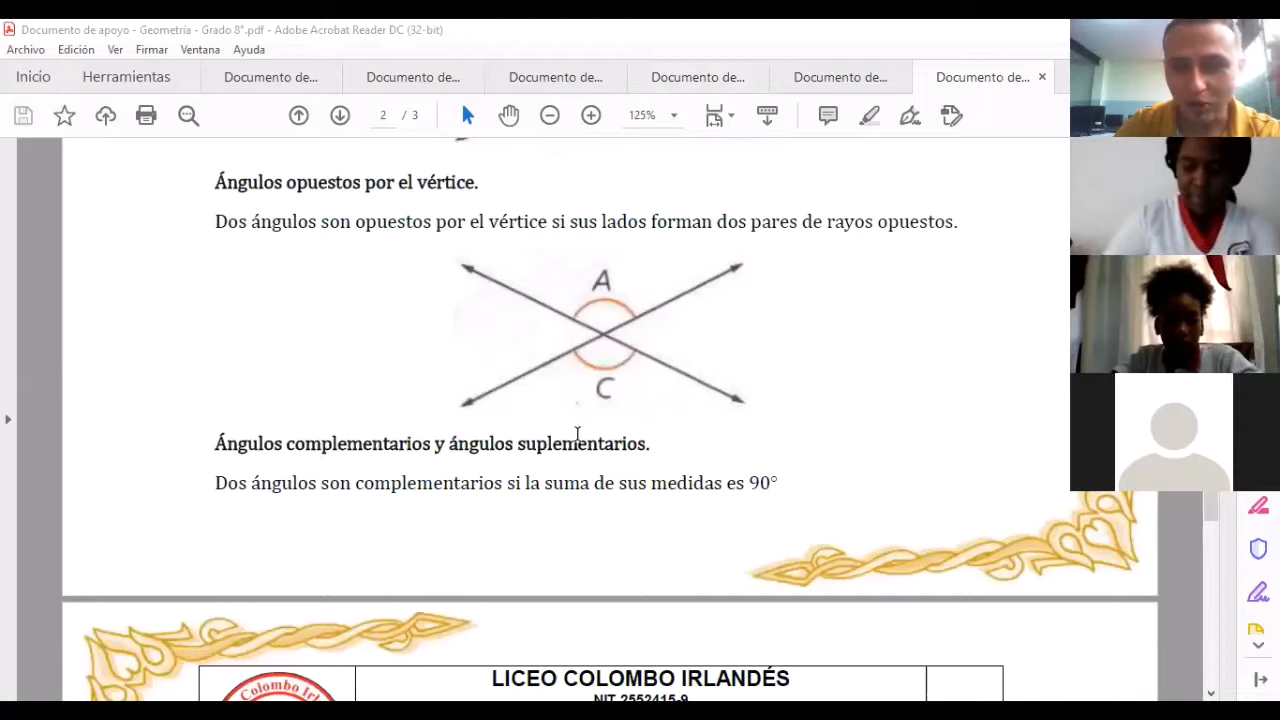 Documento de apoyo - Geometría - Grado 8°.pdf - Adobe Acrobat Reader DC (32-bit)
Archivo Edición Ver Firmar Ventana Ayuda
Inicio Herramientas Documento de... Documento de... Documento de... Documento de... Documento de... Documento de... ×
2 / 3 125%
Ángulos opuestos por el vértice.
Dos ángulos son opuestos por el vértice si sus lados forman dos pares de rayos opuestos.
A
C
Ángulos complementarios y ángulos suplementarios.
Dos ángulos son complementarios si la suma de sus medidas es 90°
LICEO COLOMBO IRLANDÉS
NIT 2552415-9